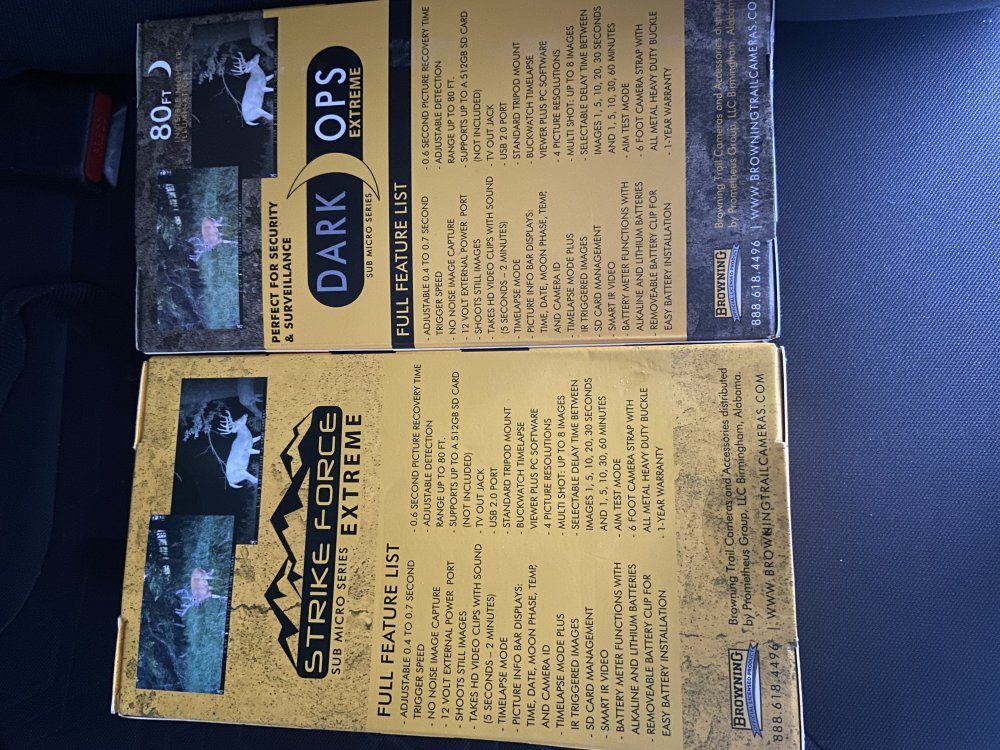 80FT
INVISIBLE NIGHTTIME
ILLUMINATION
PERFECT FOR SECURITY
& SURVEILLANCE
DARK OPS
SUB MICRO SERIES EXTREME
FULL FEATURE LIST
- ADJUSTABLE 0.4 TO 0.7 SECOND
TRIGGER SPEED
- NO NOISE IMAGE CAPTURE
- 12 VOLT EXTERNAL POWER PORT
- SHOOTS STILL IMAGES
- TAKES HD VIDEO CLIPS WITH SOUND
(5 SECONDS – 2 MINUTES)
- TIMELAPSE MODE
- PICTURE INFO BAR DISPLAYS:
TIME, DATE, MOON PHASE, TEMP,
AND CAMERA ID
- TIMELAPSE MODE PLUS
IR TRIGGERED IMAGES
- SD CARD MANAGEMENT
- SMART IR VIDEO
- BATTERY METER FUNCTIONS WITH
ALKALINE AND LITHIUM BATTERIES
- REMOVEABLE BATTERY CLIP FOR
EASY BATTERY INSTALLATION
- 0.6 SECOND PICTURE RECOVERY TIME
- ADJUSTABLE DETECTION
RANGE UP TO 80 FT.
- SUPPORTS UP TO A 512GB SD CARD
(NOT INCLUDED)
- TV OUT JACK
- USB 2.0 PORT
- STANDARD TRIPOD MOUNT
- BUCKWATCH TIMELAPSE
VIEWER PLUS PC SOFTWARE
- 4 PICTURE RESOLUTIONS
- MULTI SHOT: UP TO 8 IMAGES
- SELECTABLE DELAY TIME BETWEEN
IMAGES 1, 5, 10, 20, 30 SECONDS
AND 1, 5, 10, 30, 60 MINUTES
- AIM TEST MODE
- 6 FOOT CAMERA STRAP WITH
ALL METAL HEAVY DUTY BUCKLE
- 1-YEAR WARRANTY
BROWNING
OFFICIAL LICENSED PRODUCT
Browning Trail Cameras and Accessories distribu
by Prometheus Group, LLC Birmingham, Alabam
888.618.4496 | WWW.BROWNINGTRAILCAMERAS.CO
STRIKE FORCE
SUB MICRO SERIES EXTREME
FULL FEATURE LIST
- ADJUSTABLE 0.4 TO 0.7 SECOND
TRIGGER SPEED
- NO NOISE IMAGE CAPTURE
- 12 VOLT EXTERNAL POWER PORT
- SHOOTS STILL IMAGES
- TAKES HD VIDEO CLIPS WITH SOUND
(5 SECONDS – 2 MINUTES)
- TIMELAPSE MODE
- PICTURE INFO BAR DISPLAYS:
TIME, DATE, MOON PHASE, TEMP,
AND CAMERA ID
- TIMELAPSE MODE PLUS
IR TRIGGERED IMAGES
- SD CARD MANAGEMENT
- SMART IR VIDEO
- BATTERY METER FUNCTIONS WITH
ALKALINE AND LITHIUM BATTERIES
- REMOVEABLE BATTERY CLIP FOR
EASY BATTERY INSTALLATION
- 0.6 SECOND PICTURE RECOVERY TIME
- ADJUSTABLE DETECTION
RANGE UP TO 80 FT.
- SUPPORTS UP TO A 512GB SD CARD
(NOT INCLUDED)
- TV OUT JACK
- USB 2.0 PORT
- STANDARD TRIPOD MOUNT
- BUCKWATCH TIMELAPSE
VIEWER PLUS PC SOFTWARE
- 4 PICTURE RESOLUTIONS
- MULTI SHOT: UP TO 8 IMAGES
- SELECTABLE DELAY TIME BETWEEN
IMAGES 1, 5, 10, 20, 30 SECONDS
AND 1, 5, 10, 30, 60 MINUTES
- AIM TEST MODE
- 6 FOOT CAMERA STRAP WITH
ALL METAL HEAVY DUTY BUCKLE
- 1-YEAR WARRANTY
BROWNING
OFFICIAL LICENSED PRODUCT
Browning Trail Cameras and Accessories distributed
by Prometheus Group, LLC Birmingham, Alabama.
888.618.4496 | WWW.BROWNINGTRAILCAMERAS.COM
PRESS